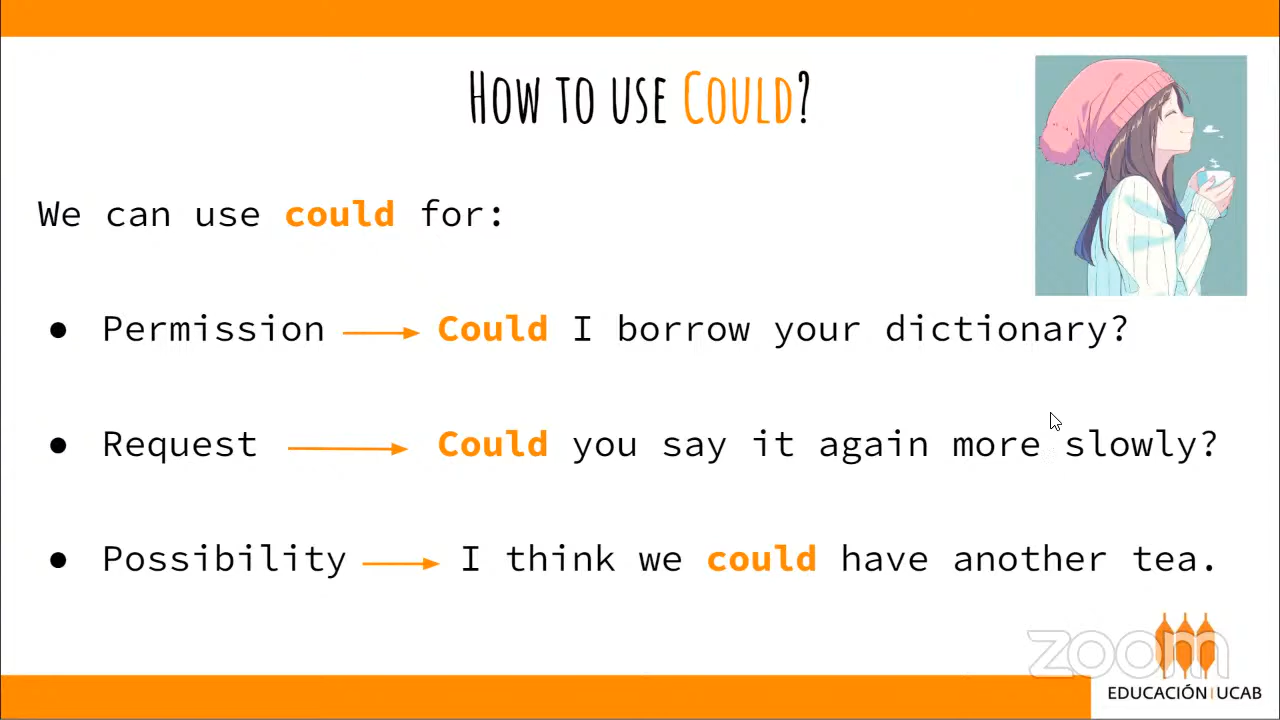 How to use Could?
We can use could for:
● Permission → Could I borrow your dictionary?
● Request → Could you say it again more slowly?
● Possibility → I think we could have another tea.
zoom
EDUCACIÓN | UCAB